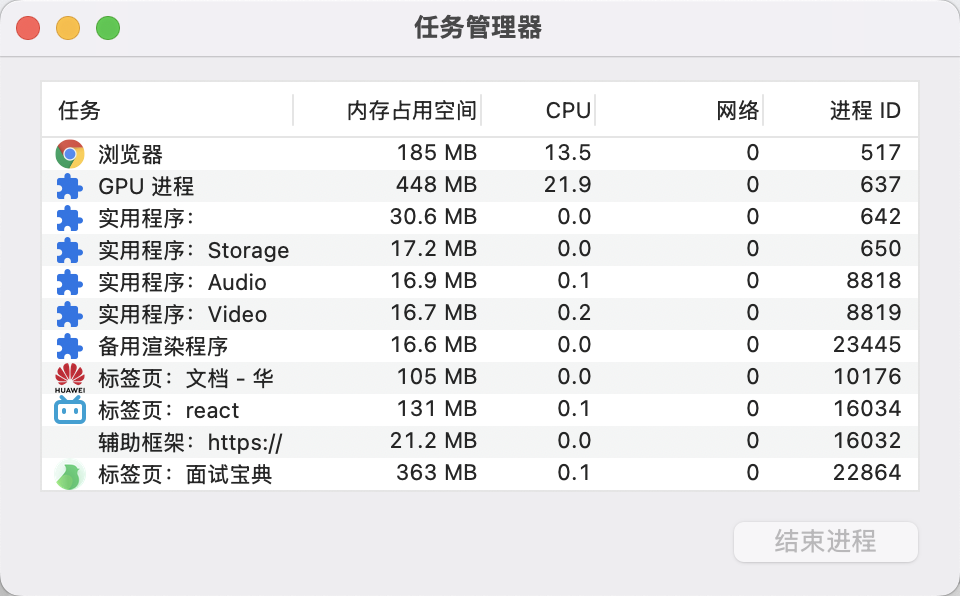 任务管理器
任务 内存占用空间 CPU 网络 进程 ID
浏览器 185 MB 13.5 0 517
GPU 进程 448 MB 21.9 0 637
实用程序： 30.6 MB 0.0 0 642
实用程序：Storage 17.2 MB 0.0 0 650
实用程序：Audio 16.9 MB 0.1 0 8818
实用程序：Video 16.7 MB 0.2 0 8819
备用渲染程序 16.6 MB 0.0 0 23445
HUAWEI 标签页：文档 - 华 105 MB 0.0 0 10176
标签页：react 131 MB 0.1 0 16034
辅助框架：https:// 21.2 MB 0.0 0 16032
标签页：面试宝典 363 MB 0.1 0 22864
结束进程